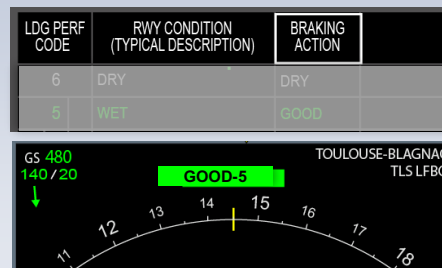 LDG PERF CODE RWY CONDITION (TYPICAL DESCRIPTION) BRAKING ACTION
6 DRY DRY
5 WET GOOD
GS 480 TOULOUSE-BLAGNAC
140/20 GOOD-5 TLS LFBO
11 12 13 14 15 16 17 18